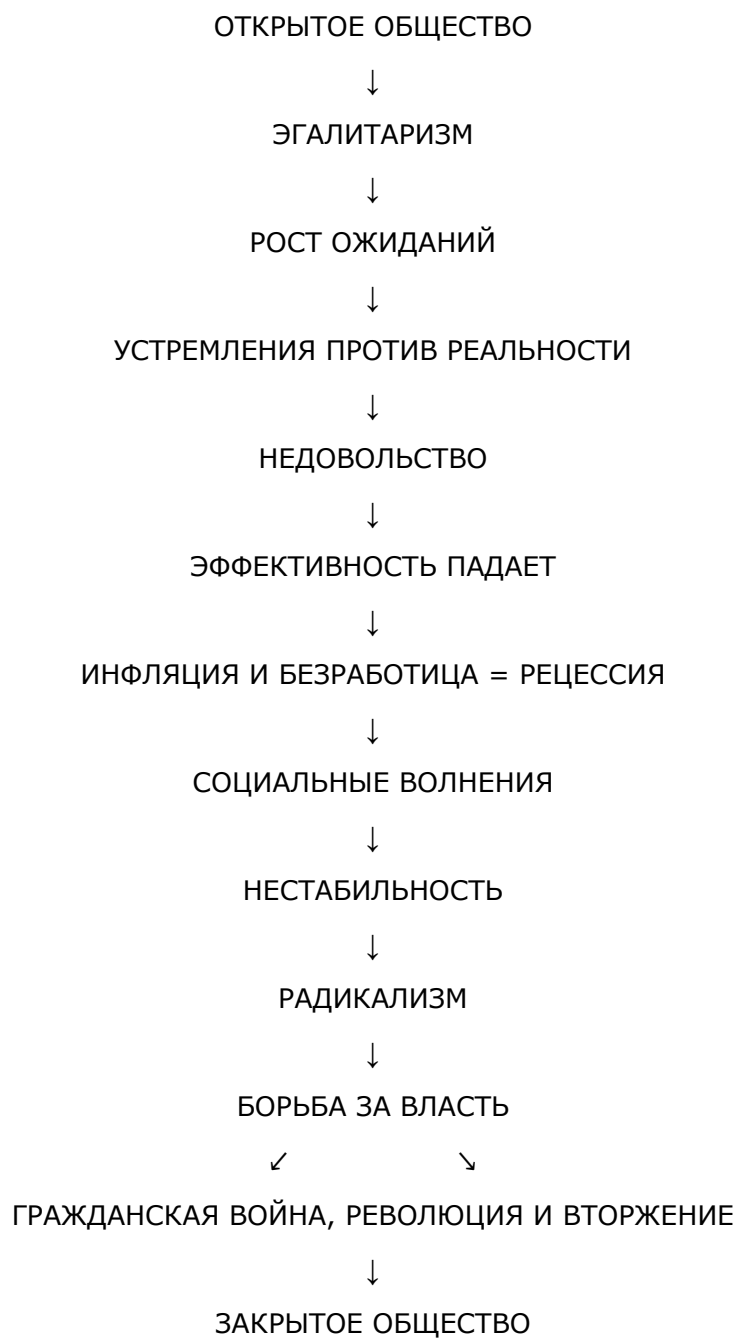 ОТКРЫТОЕ ОБЩЕСТВО
↓
ЭГАЛИТАРИЗМ
↓
РОСТ ОЖИДАНИЙ
↓
УСТРЕМЛЕНИЯ ПРОТИВ РЕАЛЬНОСТИ
↓
НЕДОВОЛЬСТВО
↓
ЭФФЕКТИВНОСТЬ ПАДАЕТ
↓
ИНФЛЯЦИЯ И БЕЗРАБОТИЦА = РЕЦЕССИЯ
↓
СОЦИАЛЬНЫЕ ВОЛНЕНИЯ
↓
НЕСТАБИЛЬНОСТЬ
↓
РАДИКАЛИЗМ
↓
БОРЬБА ЗА ВЛАСТЬ
↙ ↘
ГРАЖДАНСКАЯ ВОЙНА, РЕВОЛЮЦИЯ И ВТОРЖЕНИЕ
↓
ЗАКРЫТОЕ ОБЩЕСТВО